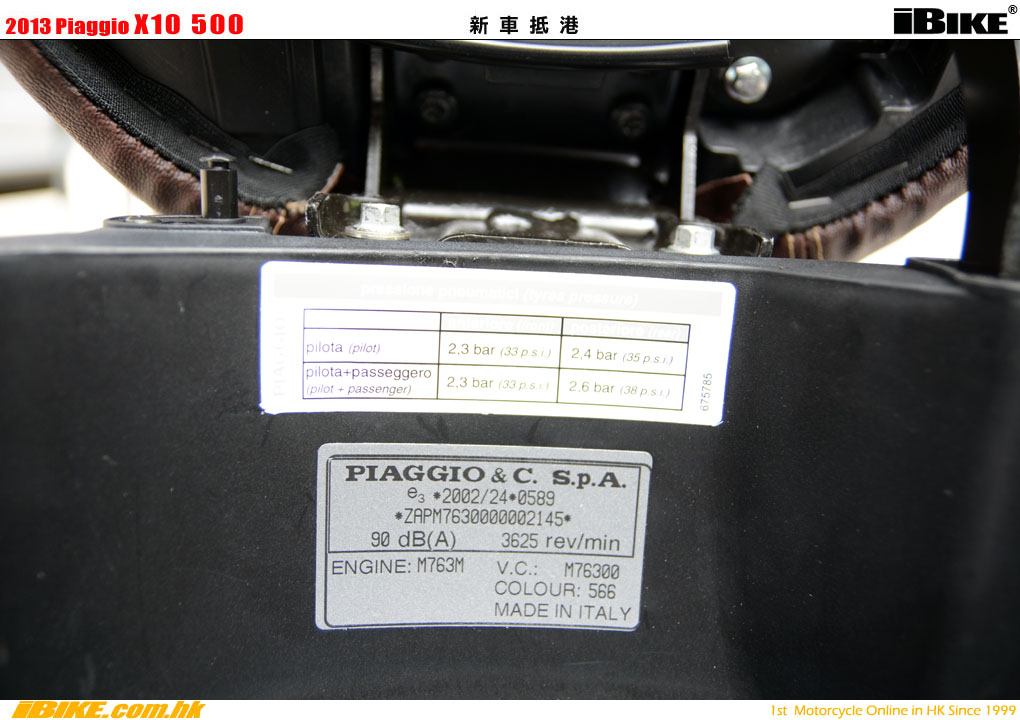 2013 Piaggio X10 500
新車抵港
iBIKE®
pressione pneumatici (tyres pressure)
PIAGGIO
posteriore (rear)
pilota (pilot) 2,3 bar (33 p.s.i.) 2,4 bar (35 p.s.i.)
pilota+passeggero
(pilot + passenger) 2,3 bar (33 p.s.i.) 2,6 bar (38 p.s.i.)
675785
PIAGGIO & C. S.p.A.
e3 *2002/24*0589
*ZAPM7630000002145*
90 dB(A) 3625 rev/min
ENGINE: M763M V.C.: M76300
COLOUR: 566
MADE IN ITALY
iBIKE.com.hk
1st Motorcycle Online in HK Since 1999